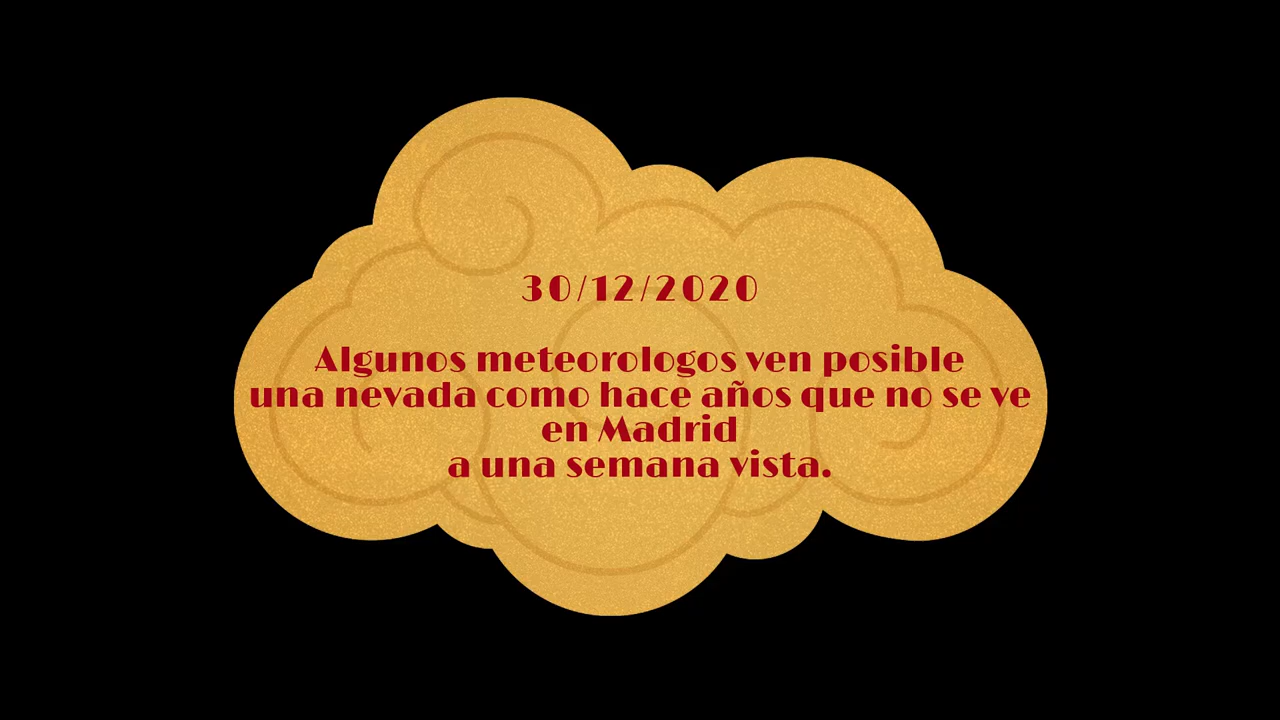 30/12/2020
Algunos meteorologos ven posible
una nevada como hace años que no se ve
en Madrid
a una semana vista.